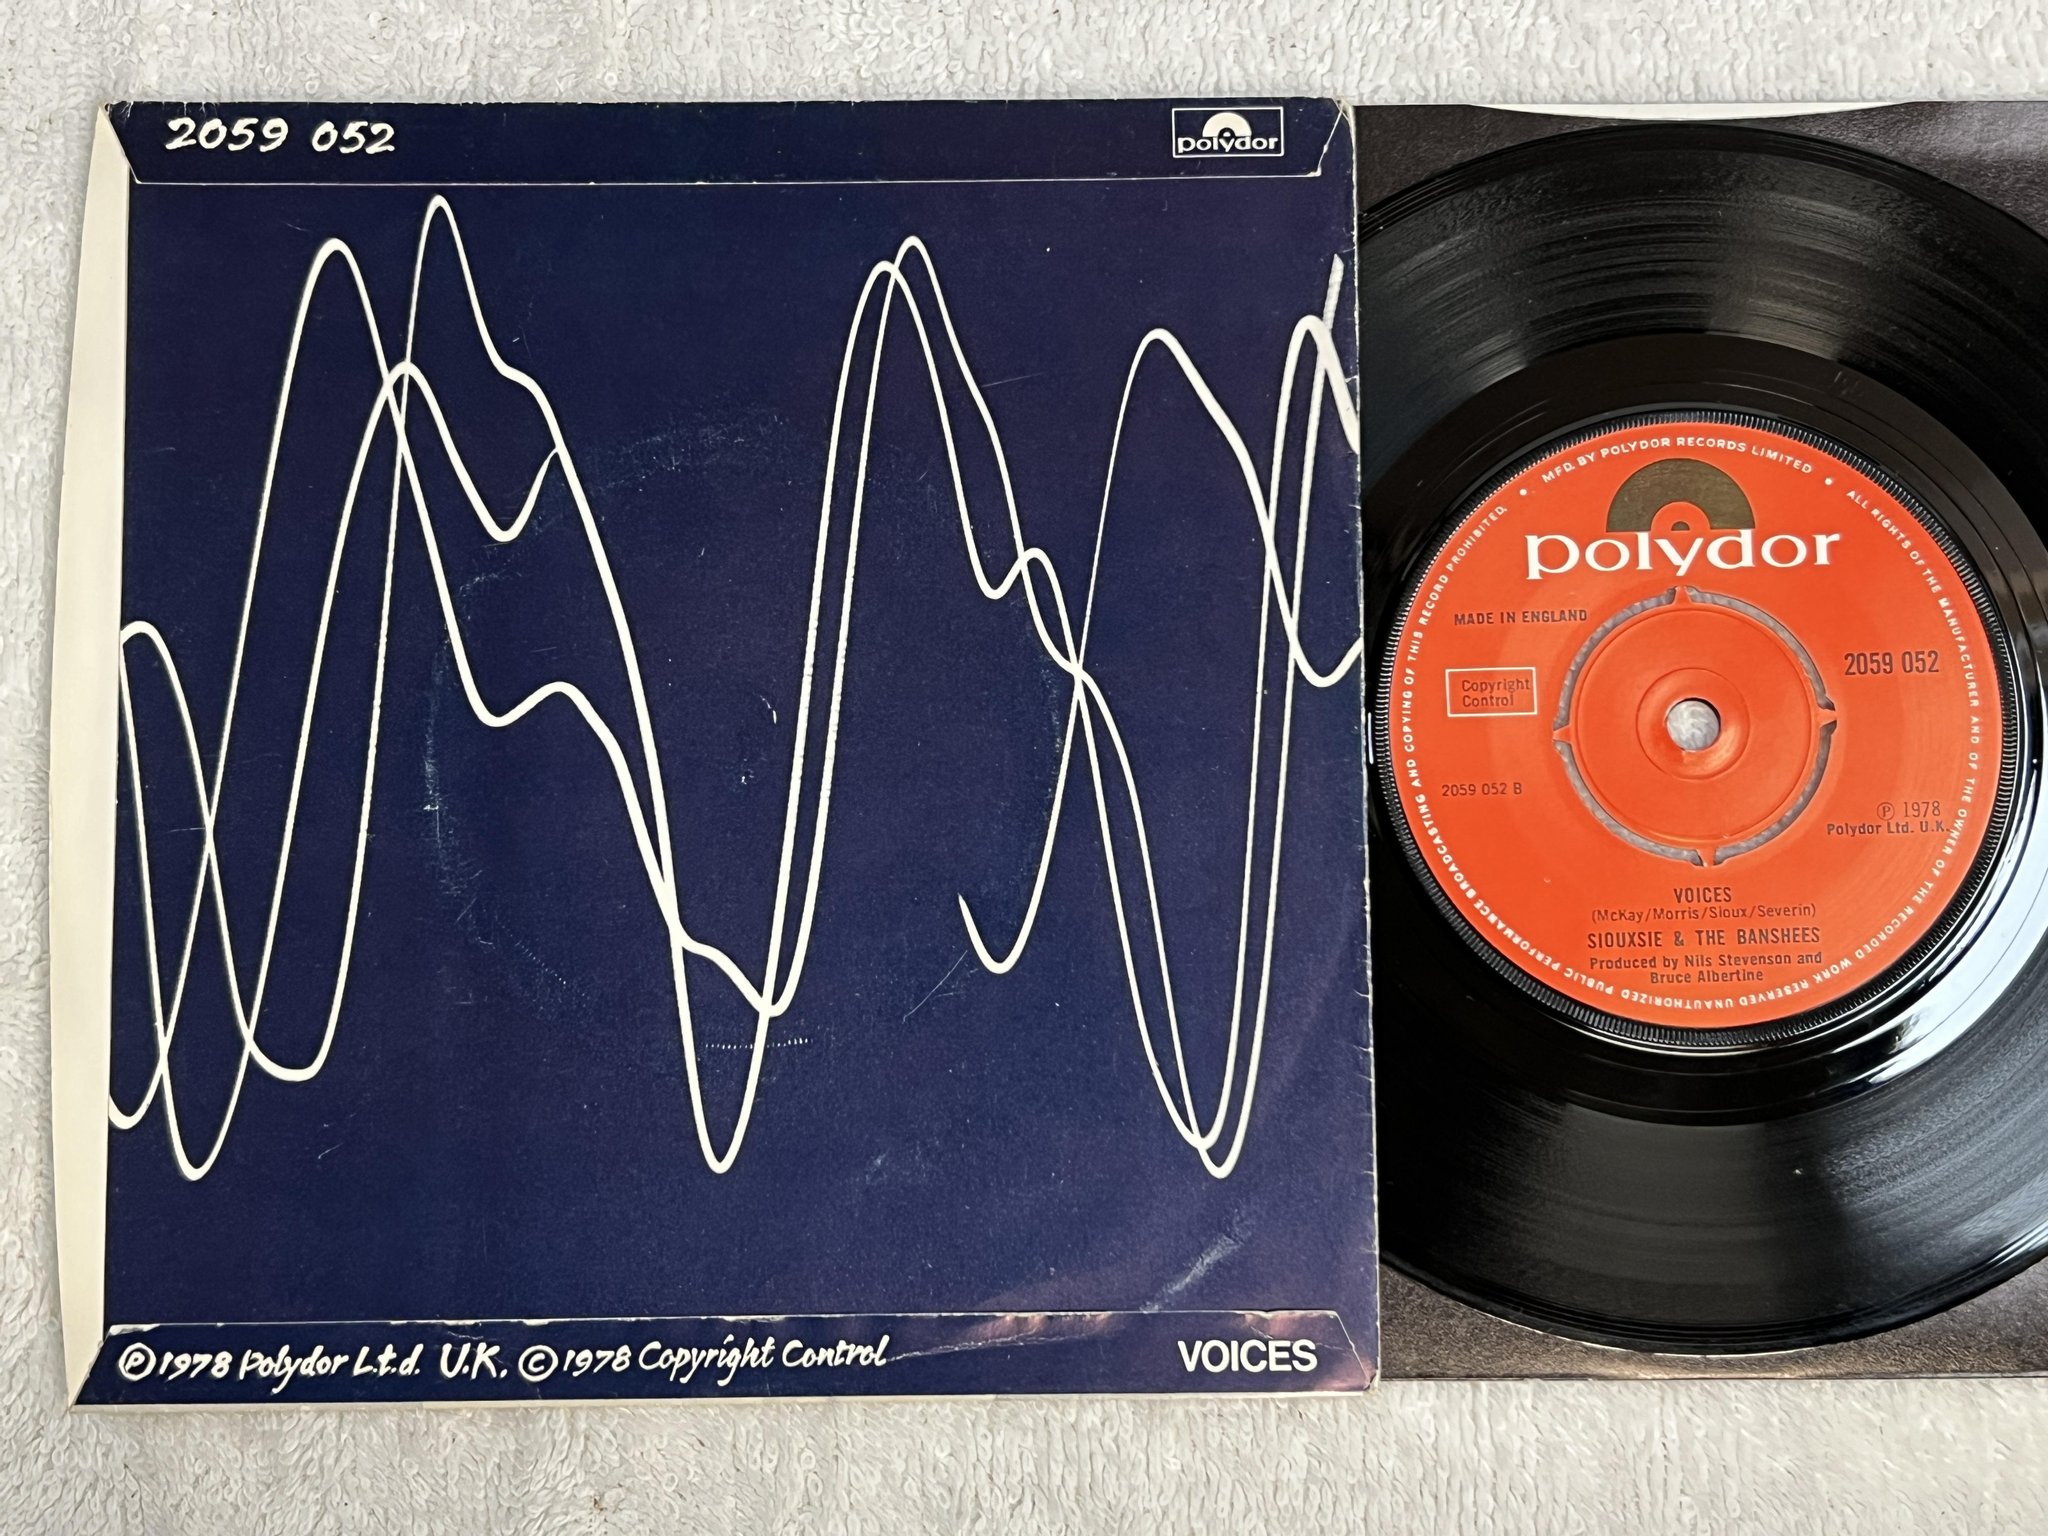 2059 052
polydor
℗ 1978 Polydor L.t.d. U.K. © 1978 Copyright Control
VOICES
MFD. BY POLYDOR RECORDS LIMITED • ALL RIGHTS OF THE MANUFACTURER AND OF THE OWNER OF THE RECORDED WORK RESERVED UNAUTHORIZED PUBLIC PERFORMANCE BROADCASTING AND COPYING OF THIS RECORD PROHIBITED. •
polydor
MADE IN ENGLAND
2059 052
Copyright
Control
2059 052 B
℗ 1978
Polydor Ltd. U.K.
VOICES
(McKay/Morris/Sioux/Severin)
SIOUXSIE & THE BANSHEES
Produced by Nils Stevenson and
Bruce Albertine